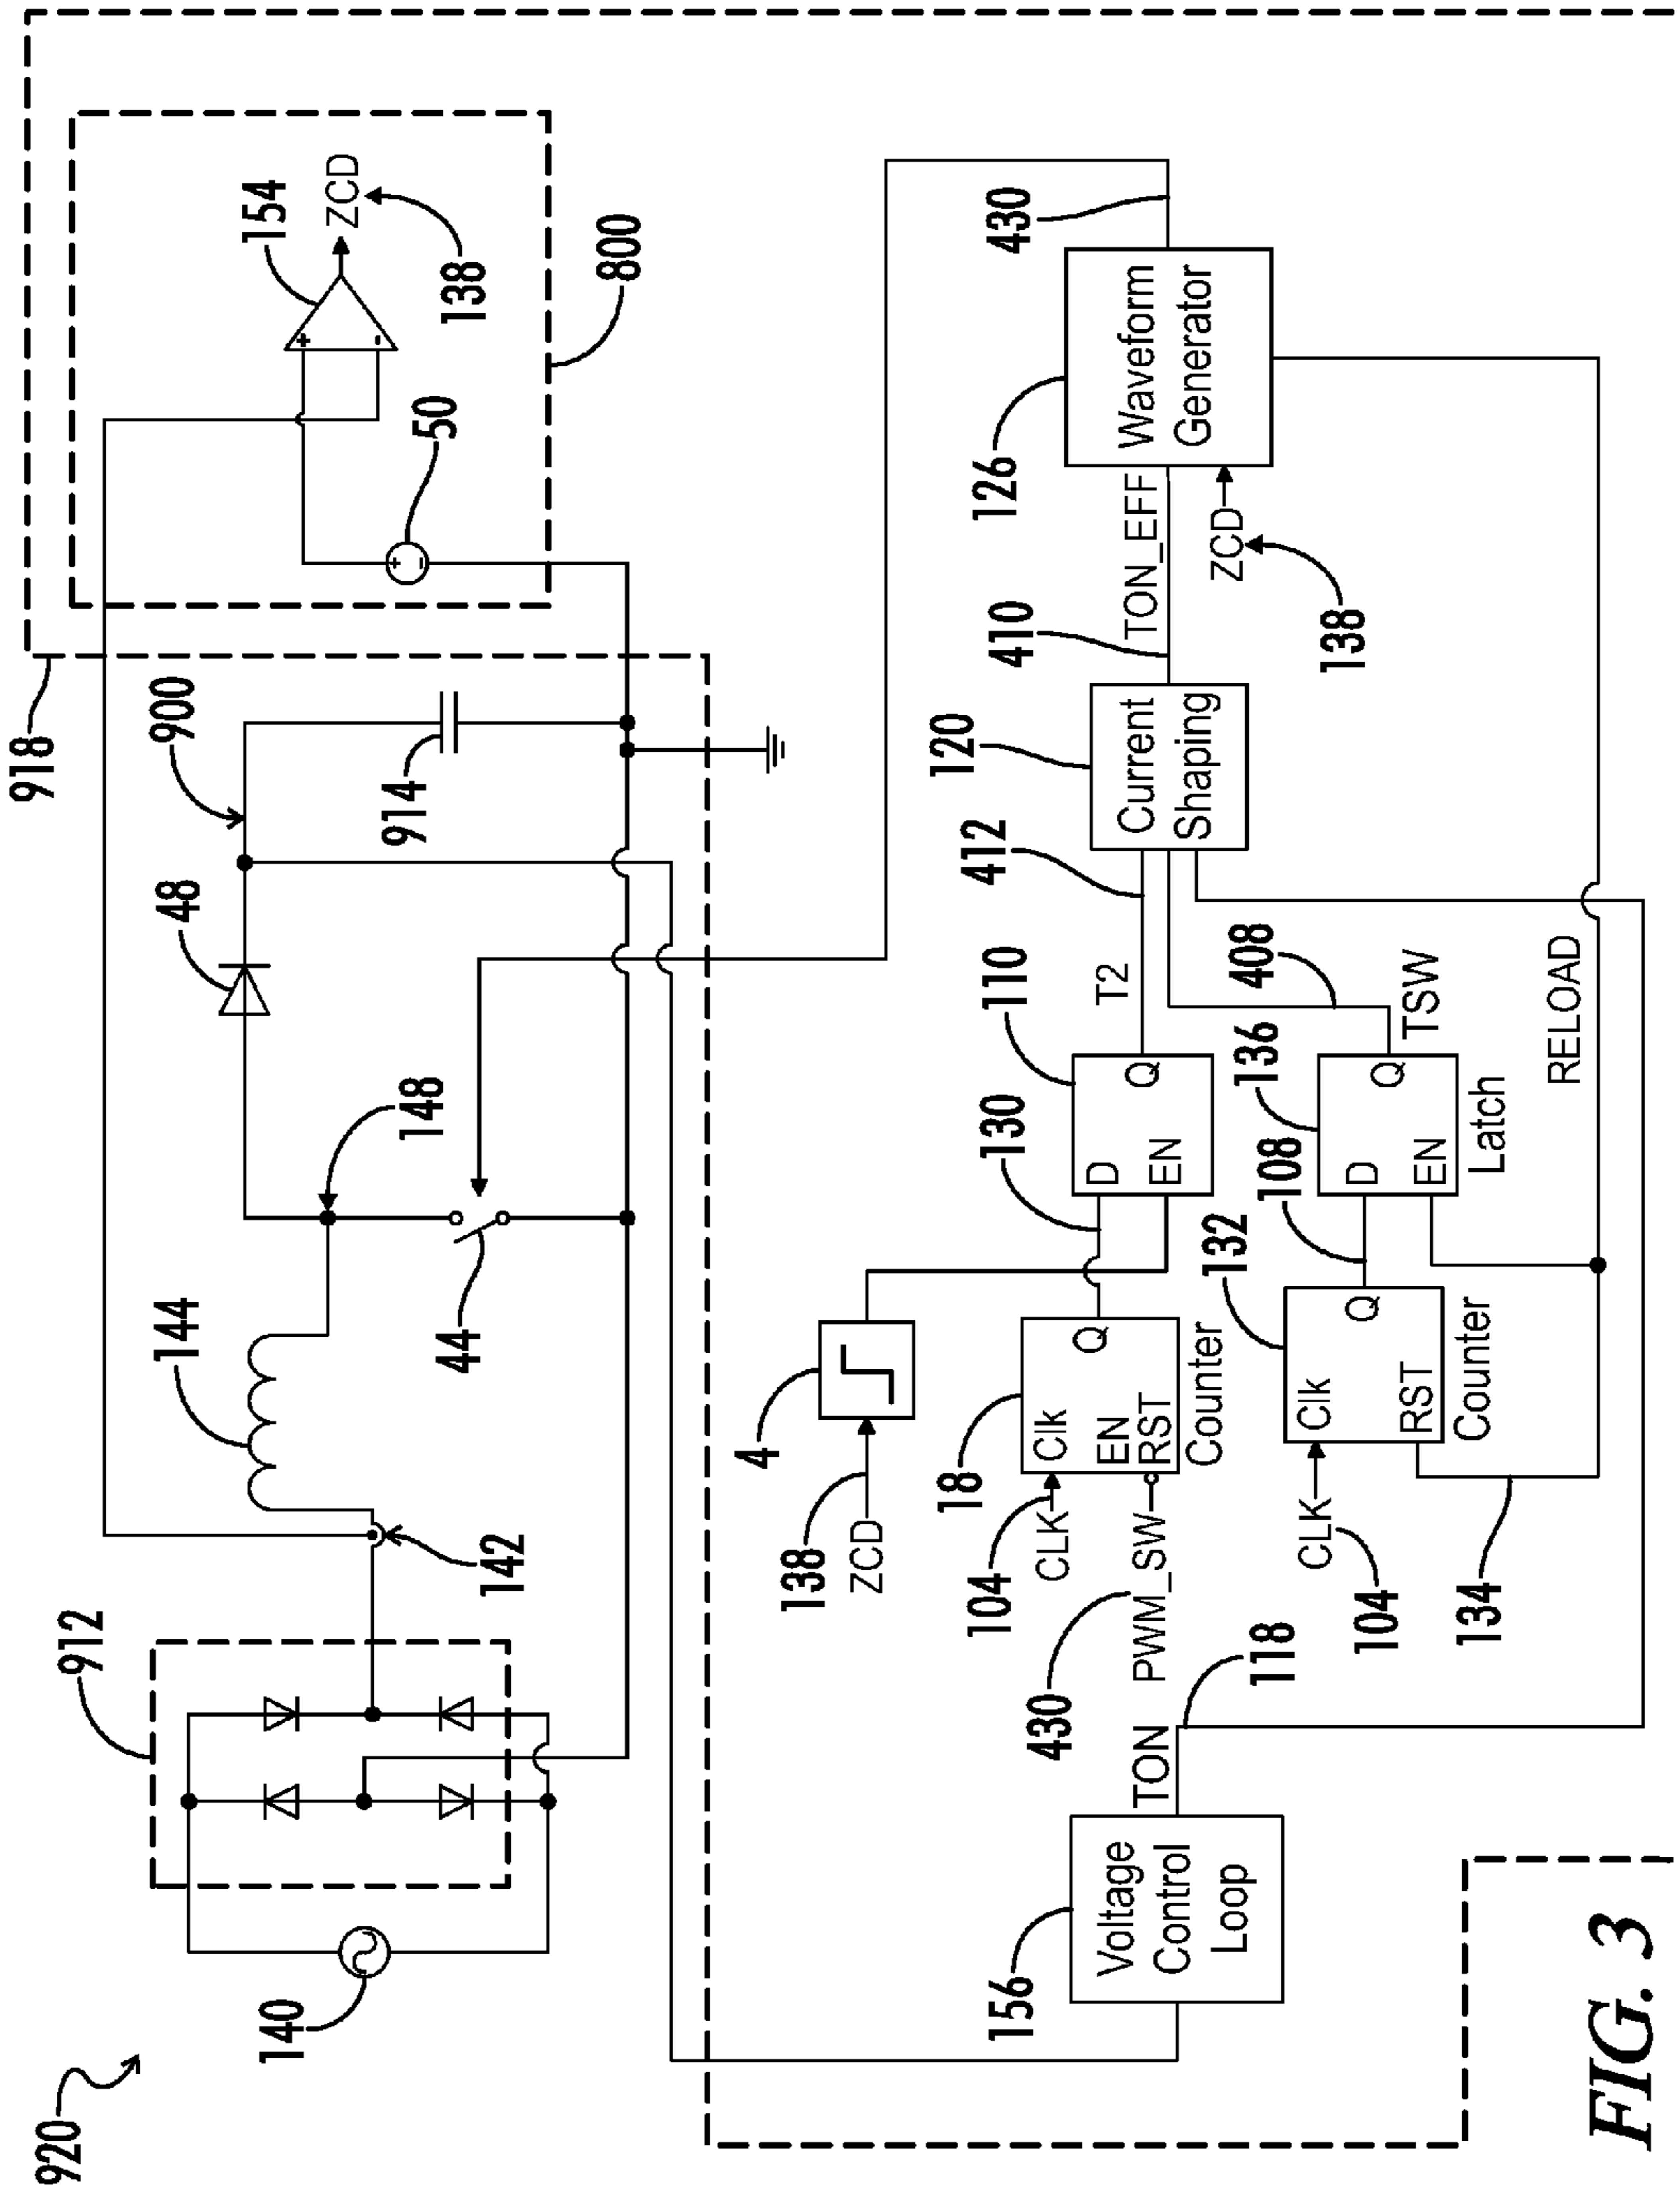 920
140
912
142
144
44
148
48
900
914
918
50
154
ZCD
138
800
+
-
+
-
156
Voltage
Control
Loop
TON
118
138
ZCD
4
430
PWM_SW
104
CLK
18
Clk
EN
RST
Q
Counter
130
110
D
EN
Q
T2
412
120
Current
Shaping
410
TON_EFF
126
Waveform
Generator
430
ZCD
138
CLK
104
134
132
Clk
RST
Q
Counter
108
136
D
EN
Q
Latch
408
TSW
RELOAD
FIG. 3